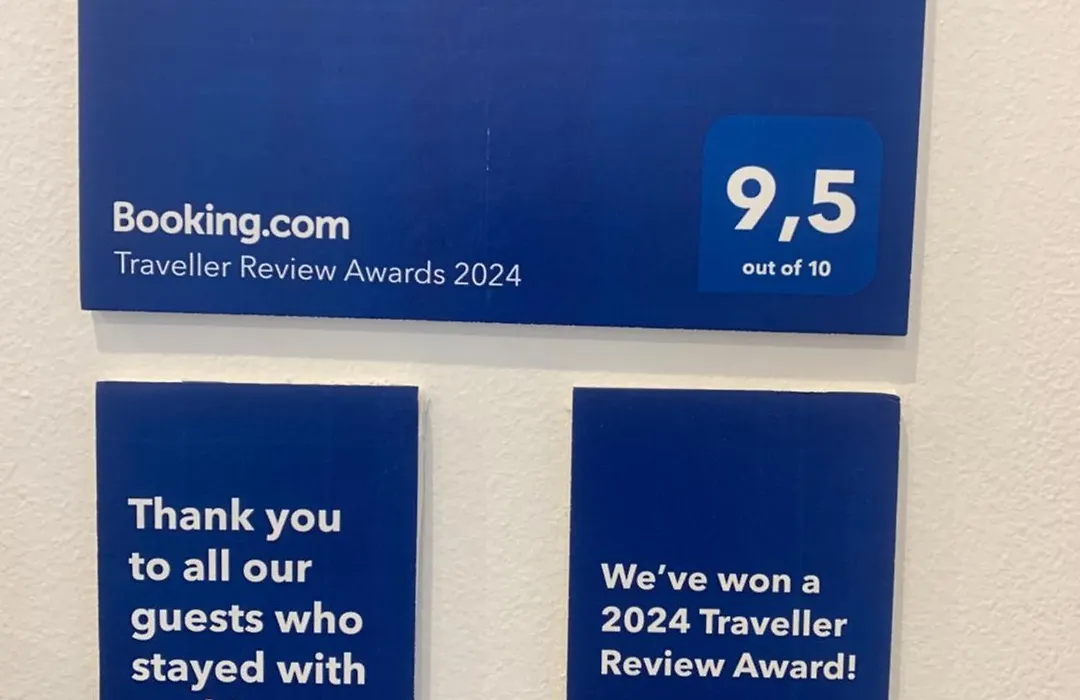 Booking.com
Traveller Review Awards 2024
9,5
out of 10
Thank you
to all our
guests who
stayed with
We've won a
2024 Traveller
Review Award!